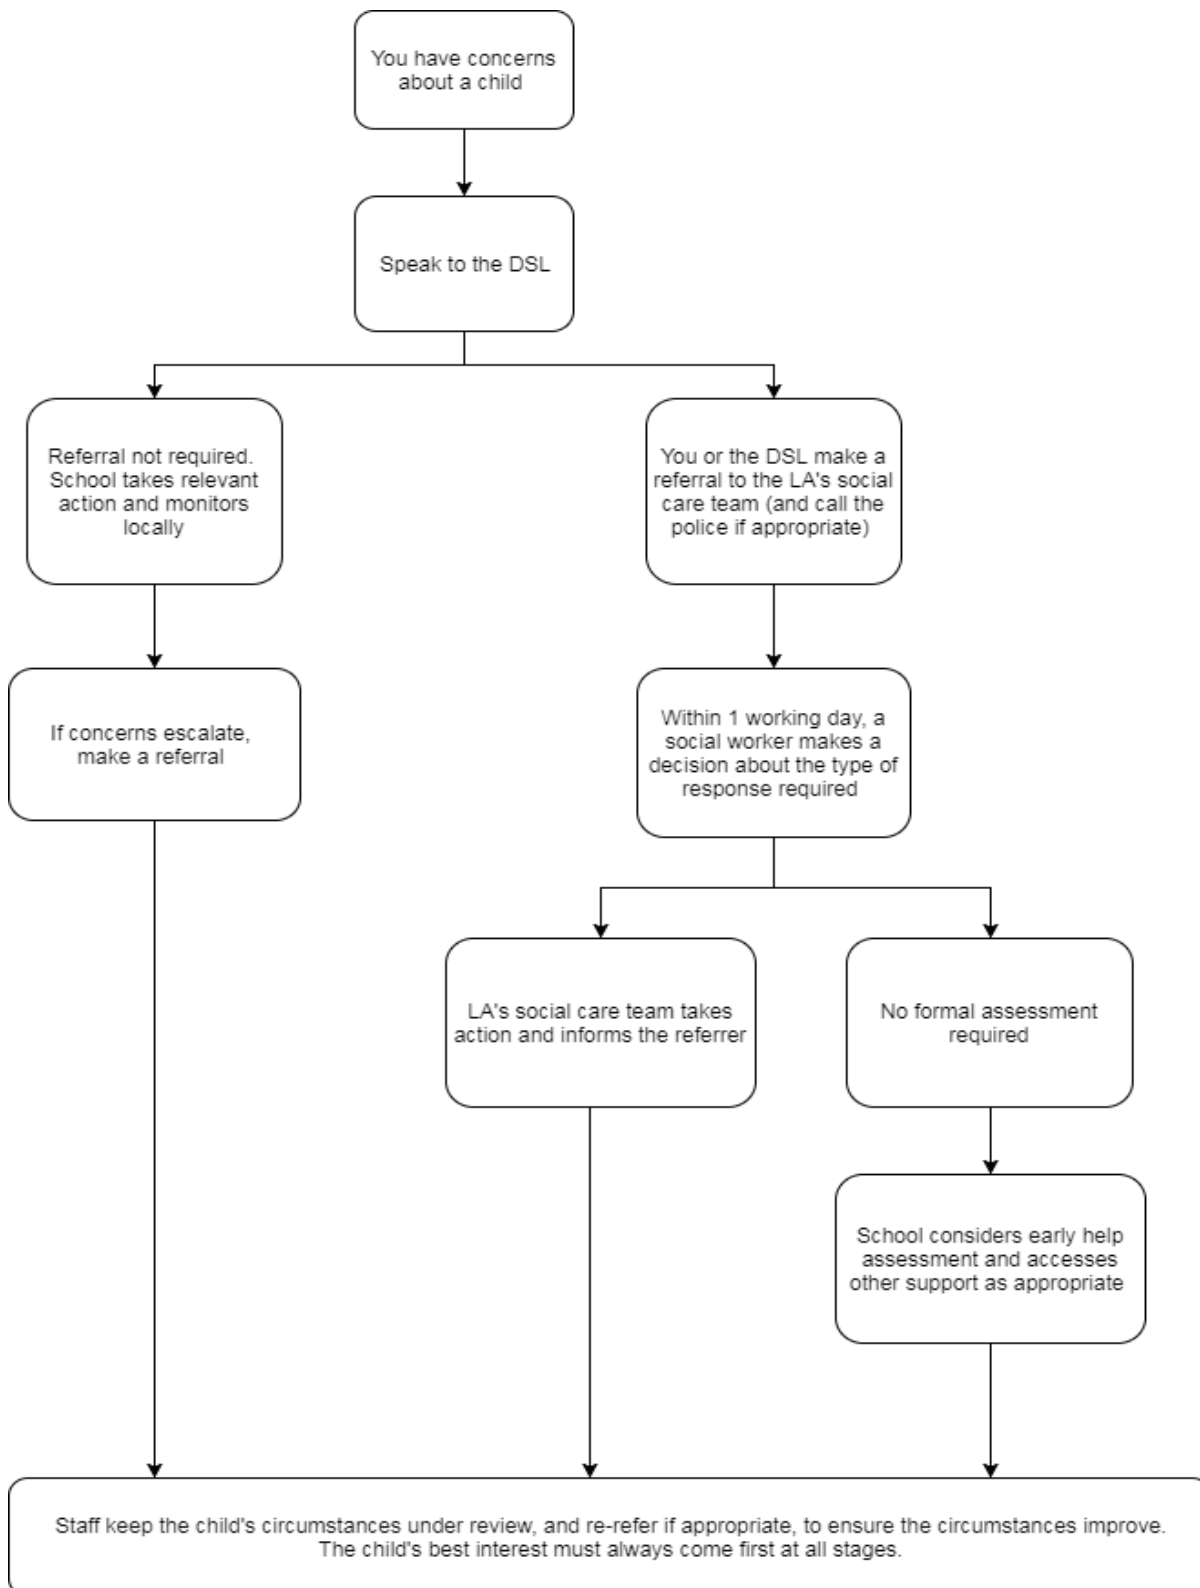 You have concerns
about a child
Speak to the DSL
Referral not required.
School takes relevant
action and monitors
locally
You or the DSL make a
referral to the LA's social
care team (and call the
police if appropriate)
If concerns escalate,
make a referral
Within 1 working day, a
social worker makes a
decision about the type of
response required
LA's social care team takes
action and informs the referrer
No formal assessment
required
School considers early help
assessment and accesses
other support as appropriate
Staff keep the child's circumstances under review, and re-refer if appropriate, to ensure the circumstances improve.
The child's best interest must always come first at all stages.